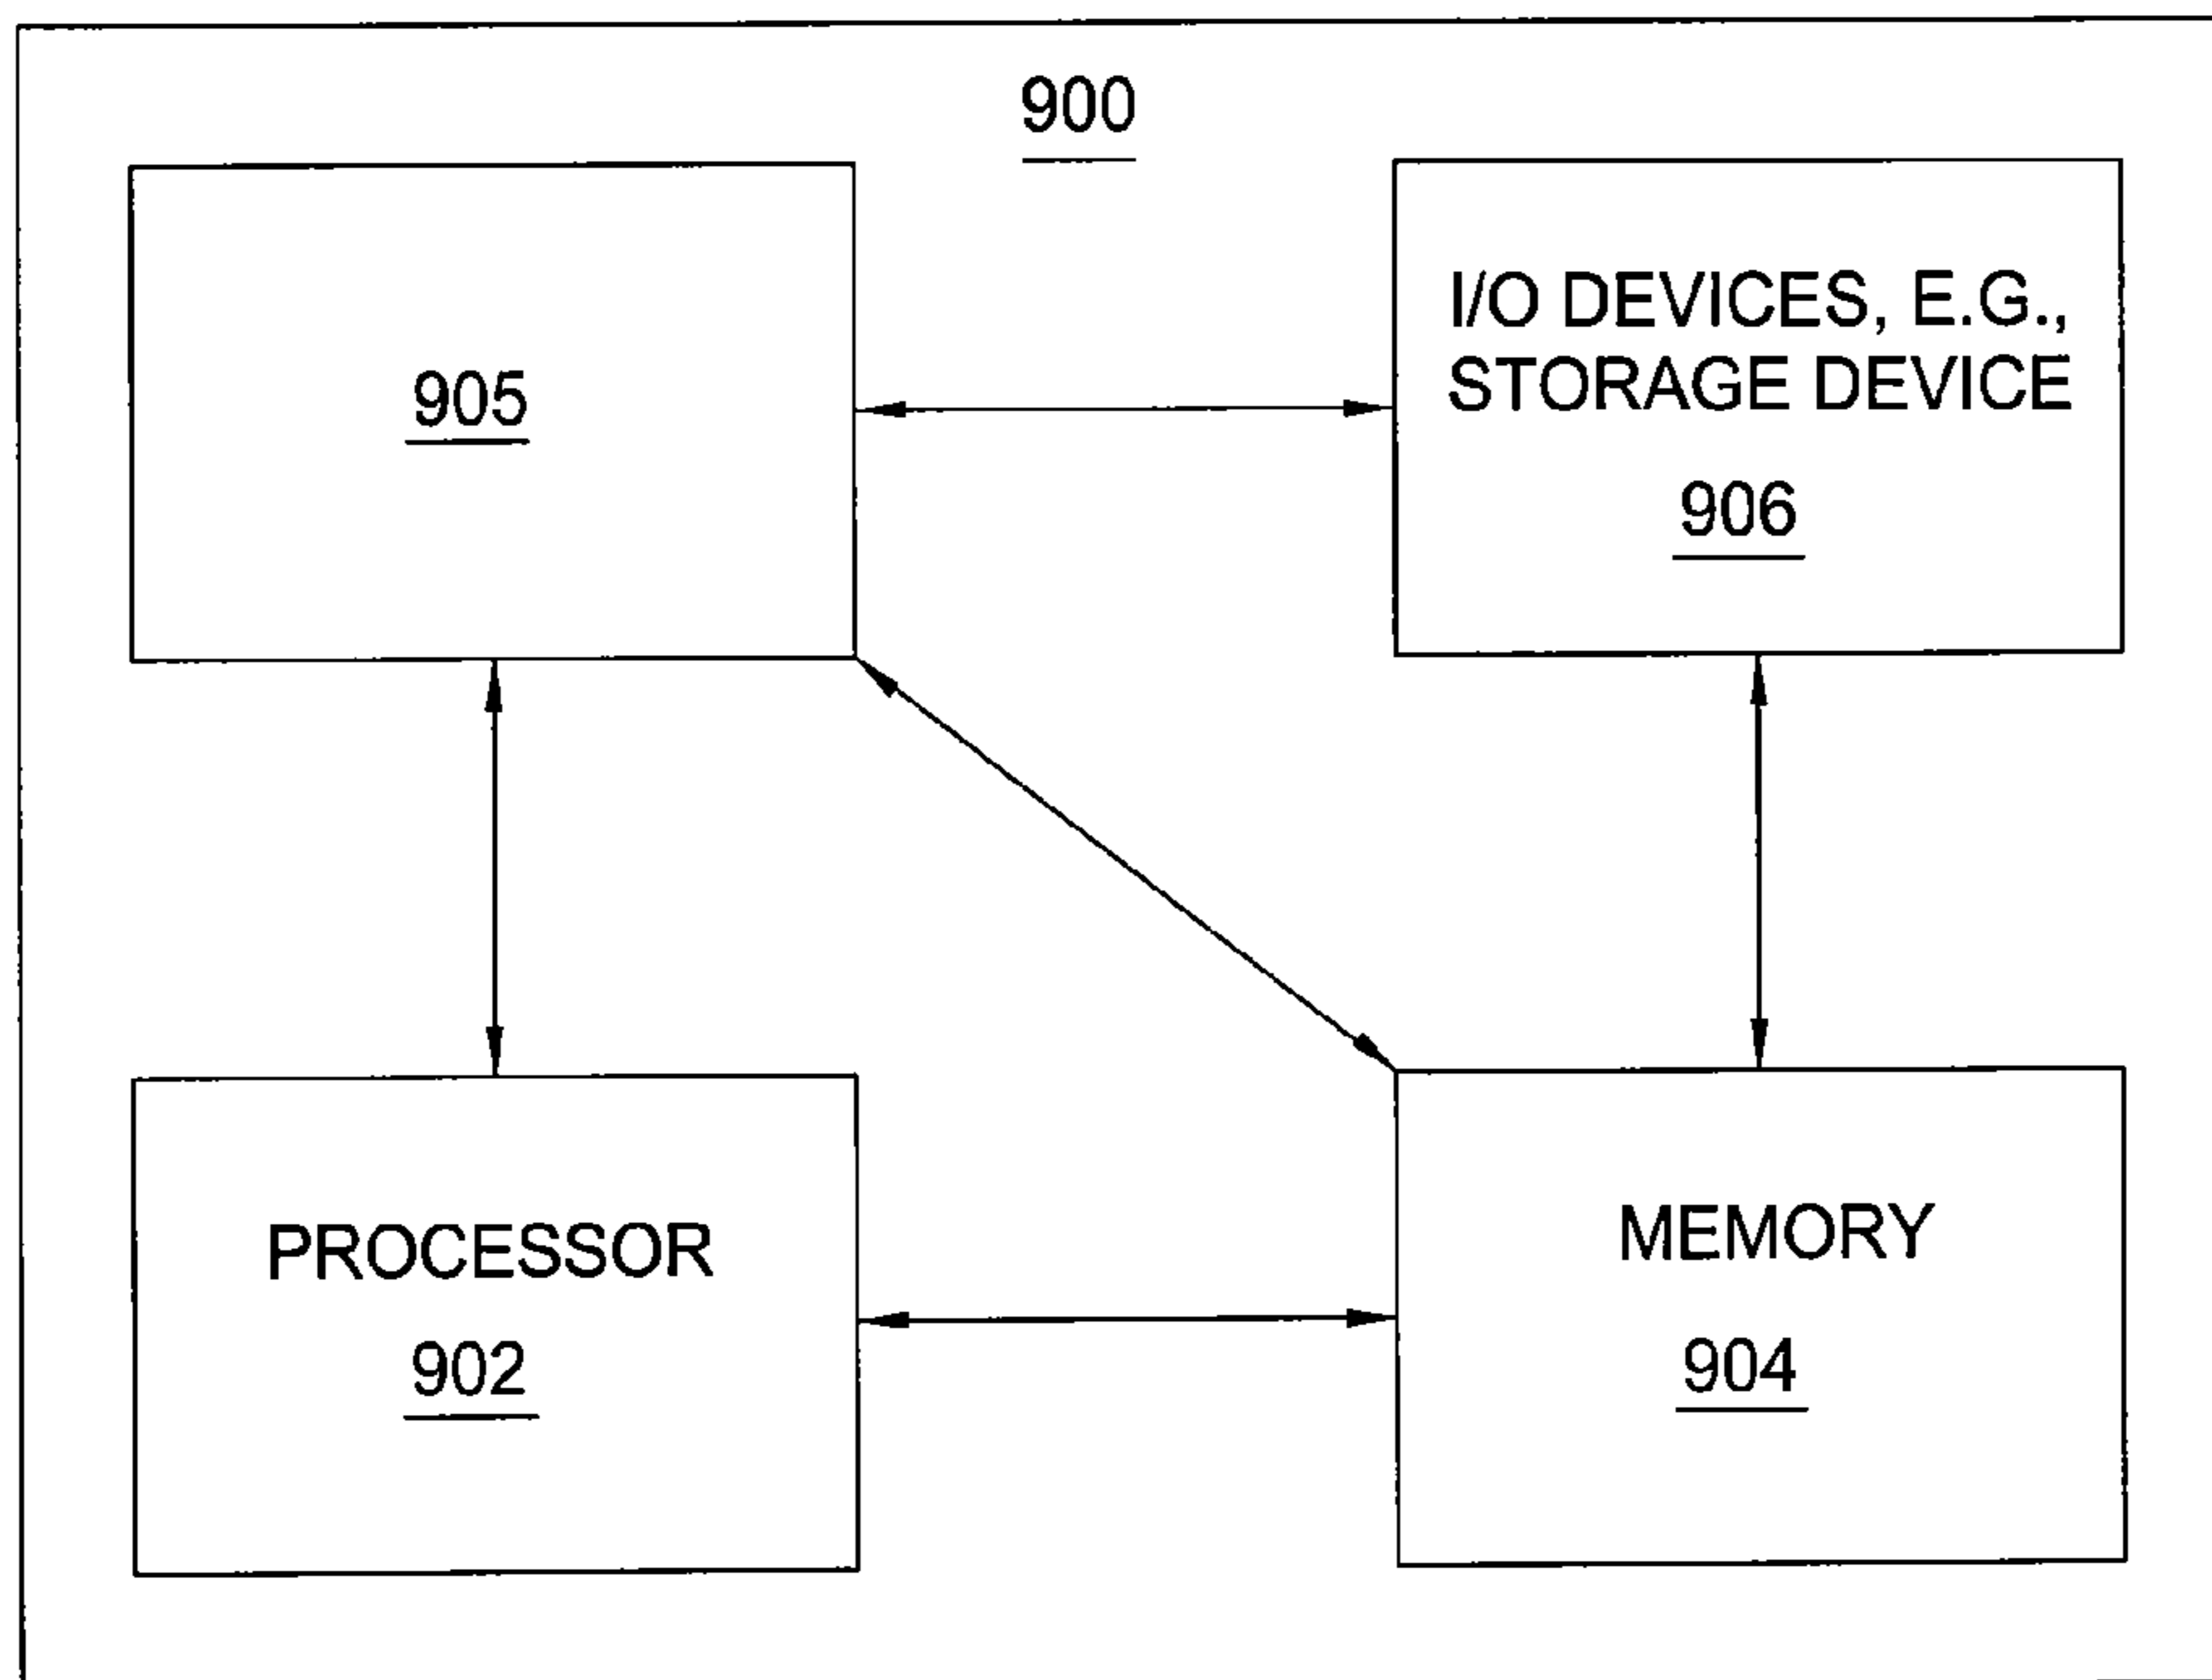 900
905
I/O DEVICES, E.G.,
STORAGE DEVICE
906
PROCESSOR
902
MEMORY
904